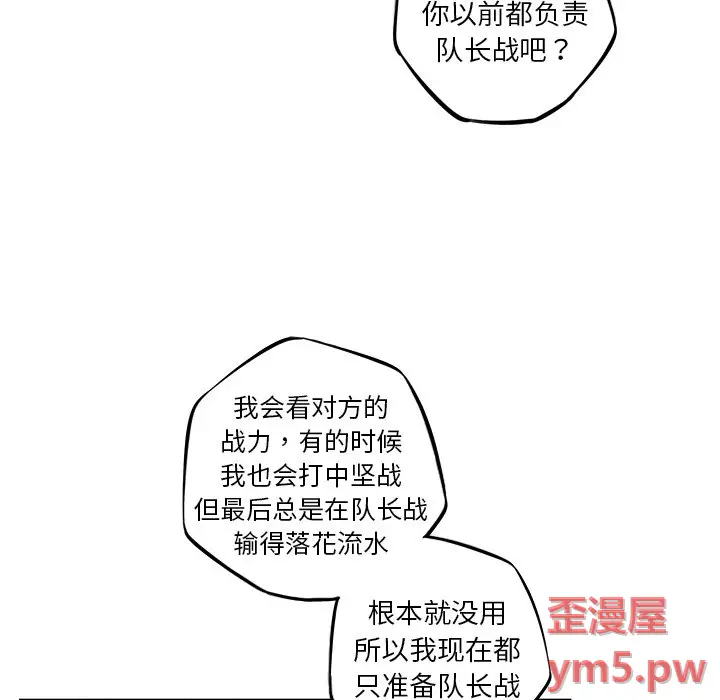 你以前都负责
队长战吧？
我会看对方的
战力，有的时候
我也会打中坚战
但最后总是在队长战
输得落花流水
根本就没用
所以我现在都
只准备队长战
歪漫屋
ym5.pw